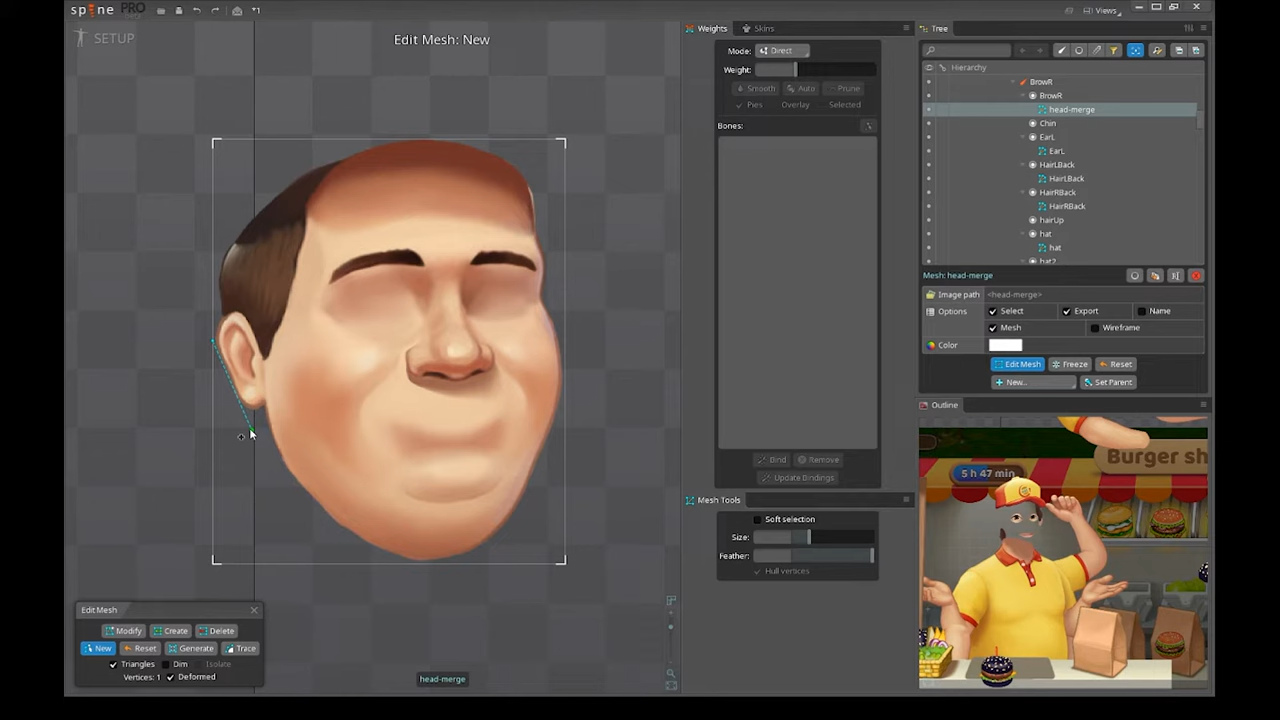 spine PRO
Views
SETUP
Edit Mesh: New
Weights
Skins
Mode:
Direct
Weight:
Smooth
Auto
Prune
Pies
Overlay
Selected
Bones:
Bind
Remove
Update Bindings
Mesh Tools
Soft selection
Size:
Feather:
Hull vertices
Tree
Hierarchy
BrowR
BrowR
head-merge
Chin
EarL
EarL
HairLBack
HairLBack
HairRBack
HairRBack
hairUp
hat
hat
hat2
Mesh: head-merge
Image path
<head-merge>
Options
Select
Export
Name
Mesh
Wireframe
Color
Edit Mesh
Freeze
Reset
New...
Set Parent
Outline
Burger sh
5 h 47 min
Edit Mesh
Modify
Create
Delete
New
Reset
Generate
Trace
Triangles
Dim
Isolate
Vertices: 1
Deformed
head-merge